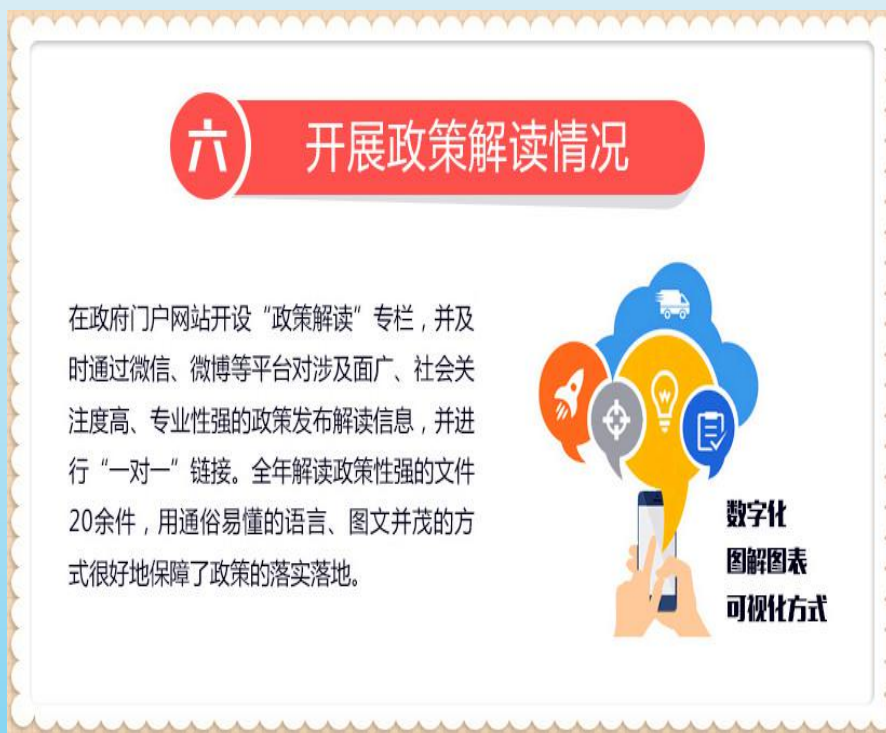 六 开展政策解读情况
在政府门户网站开设“政策解读”专栏，并及
时通过微信、微博等平台对涉及面广、社会关
注度高、专业性强的政策发布解读信息，并进
行“一对一”链接。全年解读政策性强的文件
20余件，用通俗易懂的语言、图文并茂的方
式很好地保障了政策的落实落地。
数字化
图解图表
可视化方式